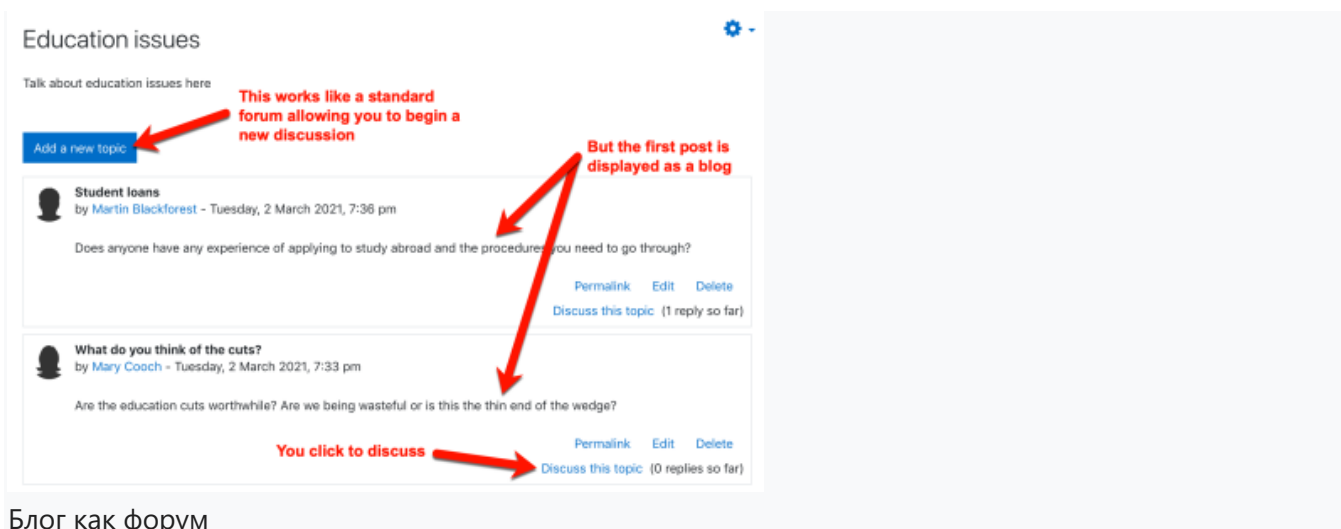 Education issues
Talk about education issues here
This works like a standard
forum allowing you to begin a
new discussion
Add a new topic
But the first post is
displayed as a blog
Student loans
by Martin Blackforest - Tuesday, 2 March 2021, 7:36 pm
Does anyone have any experience of applying to study abroad and the procedures you need to go through?
Permalink Edit Delete
Discuss this topic (1 reply so far)
What do you think of the cuts?
by Mary Cooch - Tuesday, 2 March 2021, 7:33 pm
Are the education cuts worthwhile? Are we being wasteful or is this the thin end of the wedge?
Permalink Edit Delete
You click to discuss
Discuss this topic (0 replies so far)
Блог как форум